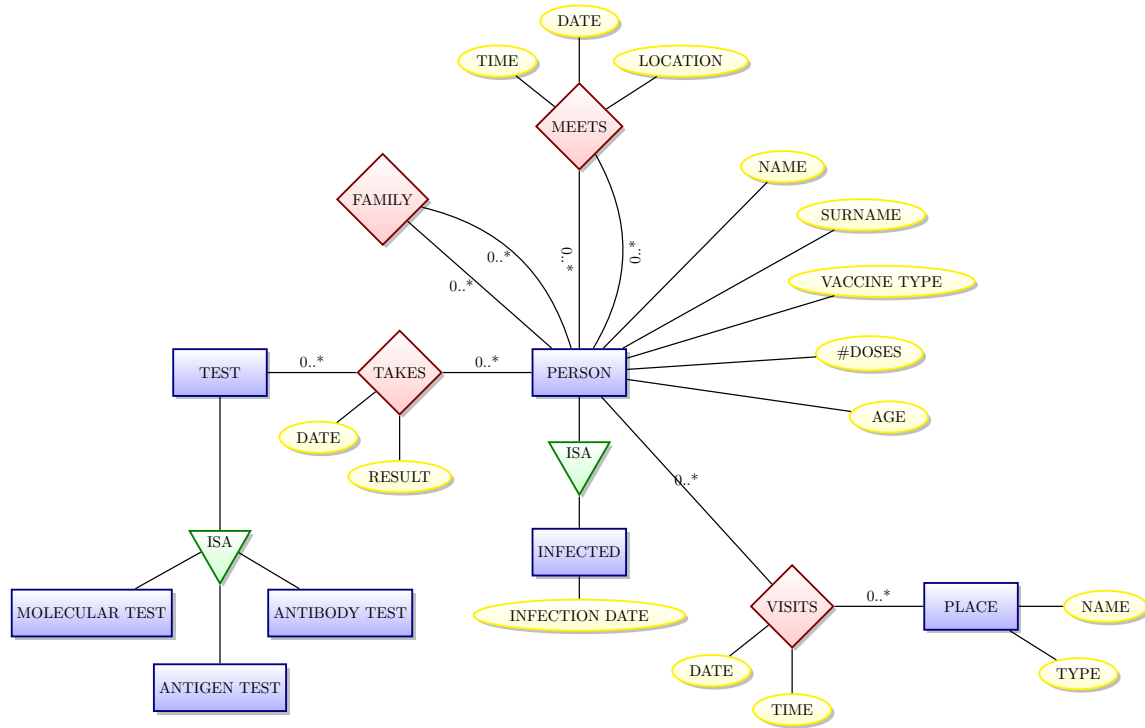 DATE
TIME
LOCATION
MEETS
NAME
FAMILY
SURNAME
0..*
0..*
0..*
VACCINE TYPE
0..*
#DOSES
TEST
0..*
TAKES
0..*
PERSON
AGE
DATE
ISA
RESULT
0..*
ISA
INFECTED
MOLECULAR TEST
ANTIBODY TEST
INFECTION DATE
VISITS
0..*
PLACE
NAME
DATE
TYPE
ANTIGEN TEST
TIME